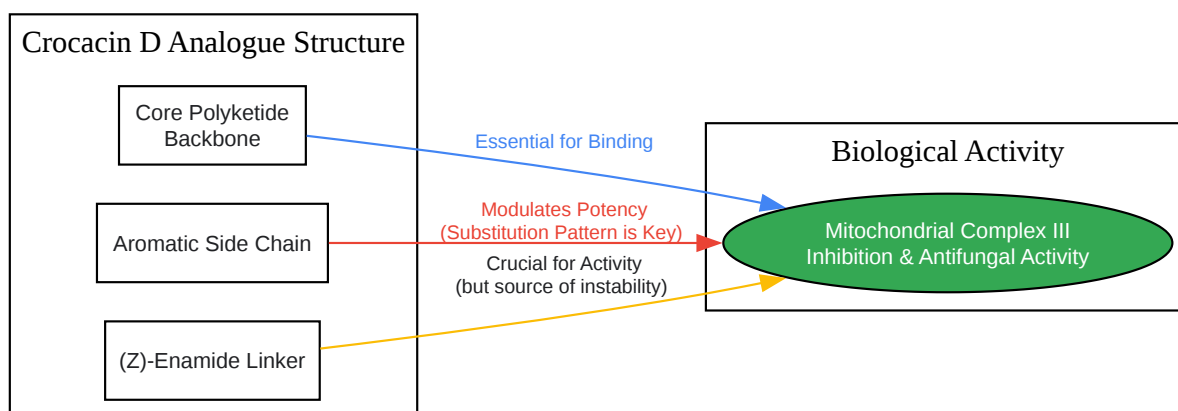 Crocacin D Analogue Structure
Core Polyketide
Backbone
Aromatic Side Chain
(Z)-Enamide Linker
Essential for Binding
Modulates Potency
(Substitution Pattern is Key)
Crucial for Activity
(but source of instability)
Biological Activity
Mitochondrial Complex III
Inhibition & Antifungal Activity